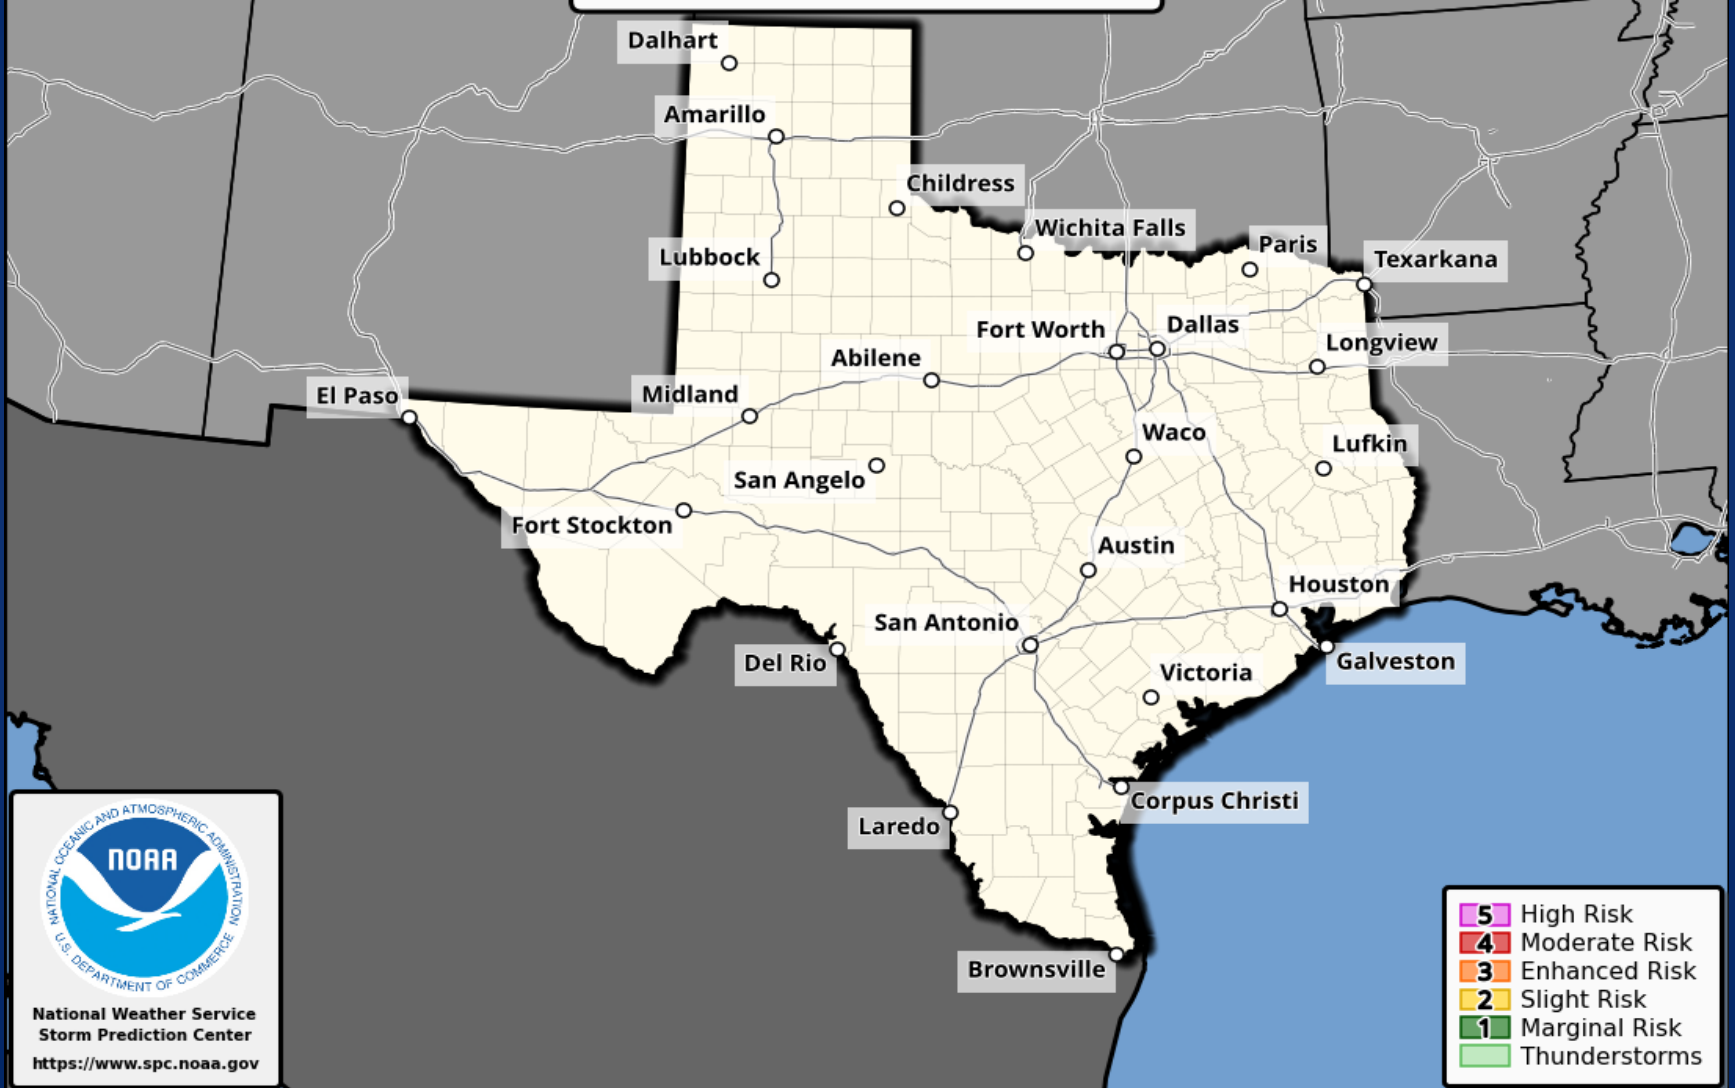 Dalhart
Amarillo
Childress
Wichita Falls
Paris
Texarkana
Lubbock
Fort Worth
Dallas
Longview
Abilene
El Paso
Midland
Waco
Lufkin
San Angelo
Fort Stockton
Austin
Houston
San Antonio
Del Rio
Galveston
Victoria
Corpus Christi
Laredo
Brownsville
NATIONAL OCEANIC AND ATMOSPHERIC ADMINISTRATION
NOAA
U.S. DEPARTMENT OF COMMERCE
National Weather Service
Storm Prediction Center
https://www.spc.noaa.gov
5 High Risk
4 Moderate Risk
3 Enhanced Risk
2 Slight Risk
1 Marginal Risk
Thunderstorms